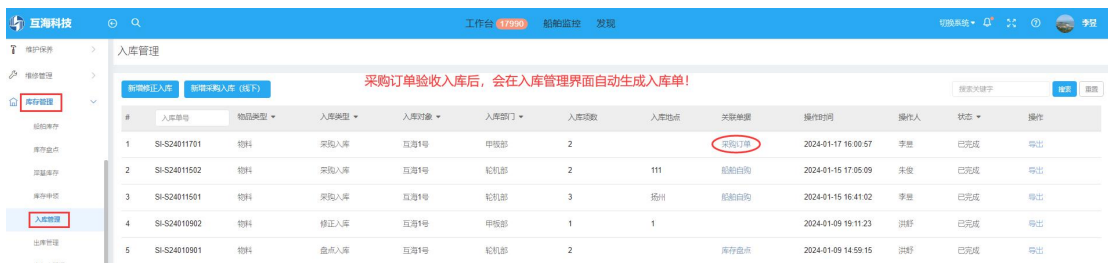 互海科技
工作台 17990 船舶监控 发现
切换系统
维护保养
维修管理
库存管理
船舶库存
库存盘点
岸基库存
库存申领
入库管理
出库管理
入库管理
新增修正入库 新增采购入库 (线下)
采购订单验收入库后，会在入库管理界面自动生成入库单！
搜索关键字 搜索 重置
# 入库单号 物品类型 入库类型 入库对象 入库部门 入库项数 入库地点 关联单据 操作时间 操作人 状态 操作
1 SI-S24011701 物料 采购入库 互海1号 甲板部 2 采购订单 2024-01-17 16:00:57 李昱 已完成 导出
2 SI-S24011502 物料 采购入库 互海1号 轮机部 2 111 船舶自购 2024-01-15 17:05:09 朱俊 已完成 导出
3 SI-S24011501 物料 采购入库 互海1号 轮机部 3 扬州 船舶自购 2024-01-15 16:41:02 李昱 已完成 导出
4 SI-S24010902 物料 修正入库 互海1号 甲板部 1 1 2024-01-09 19:11:23 洪妤 已完成 导出
5 SI-S24010901 物料 盘点入库 互海1号 轮机部 2 库存盘点 2024-01-09 14:59:15 洪妤 已完成 导出